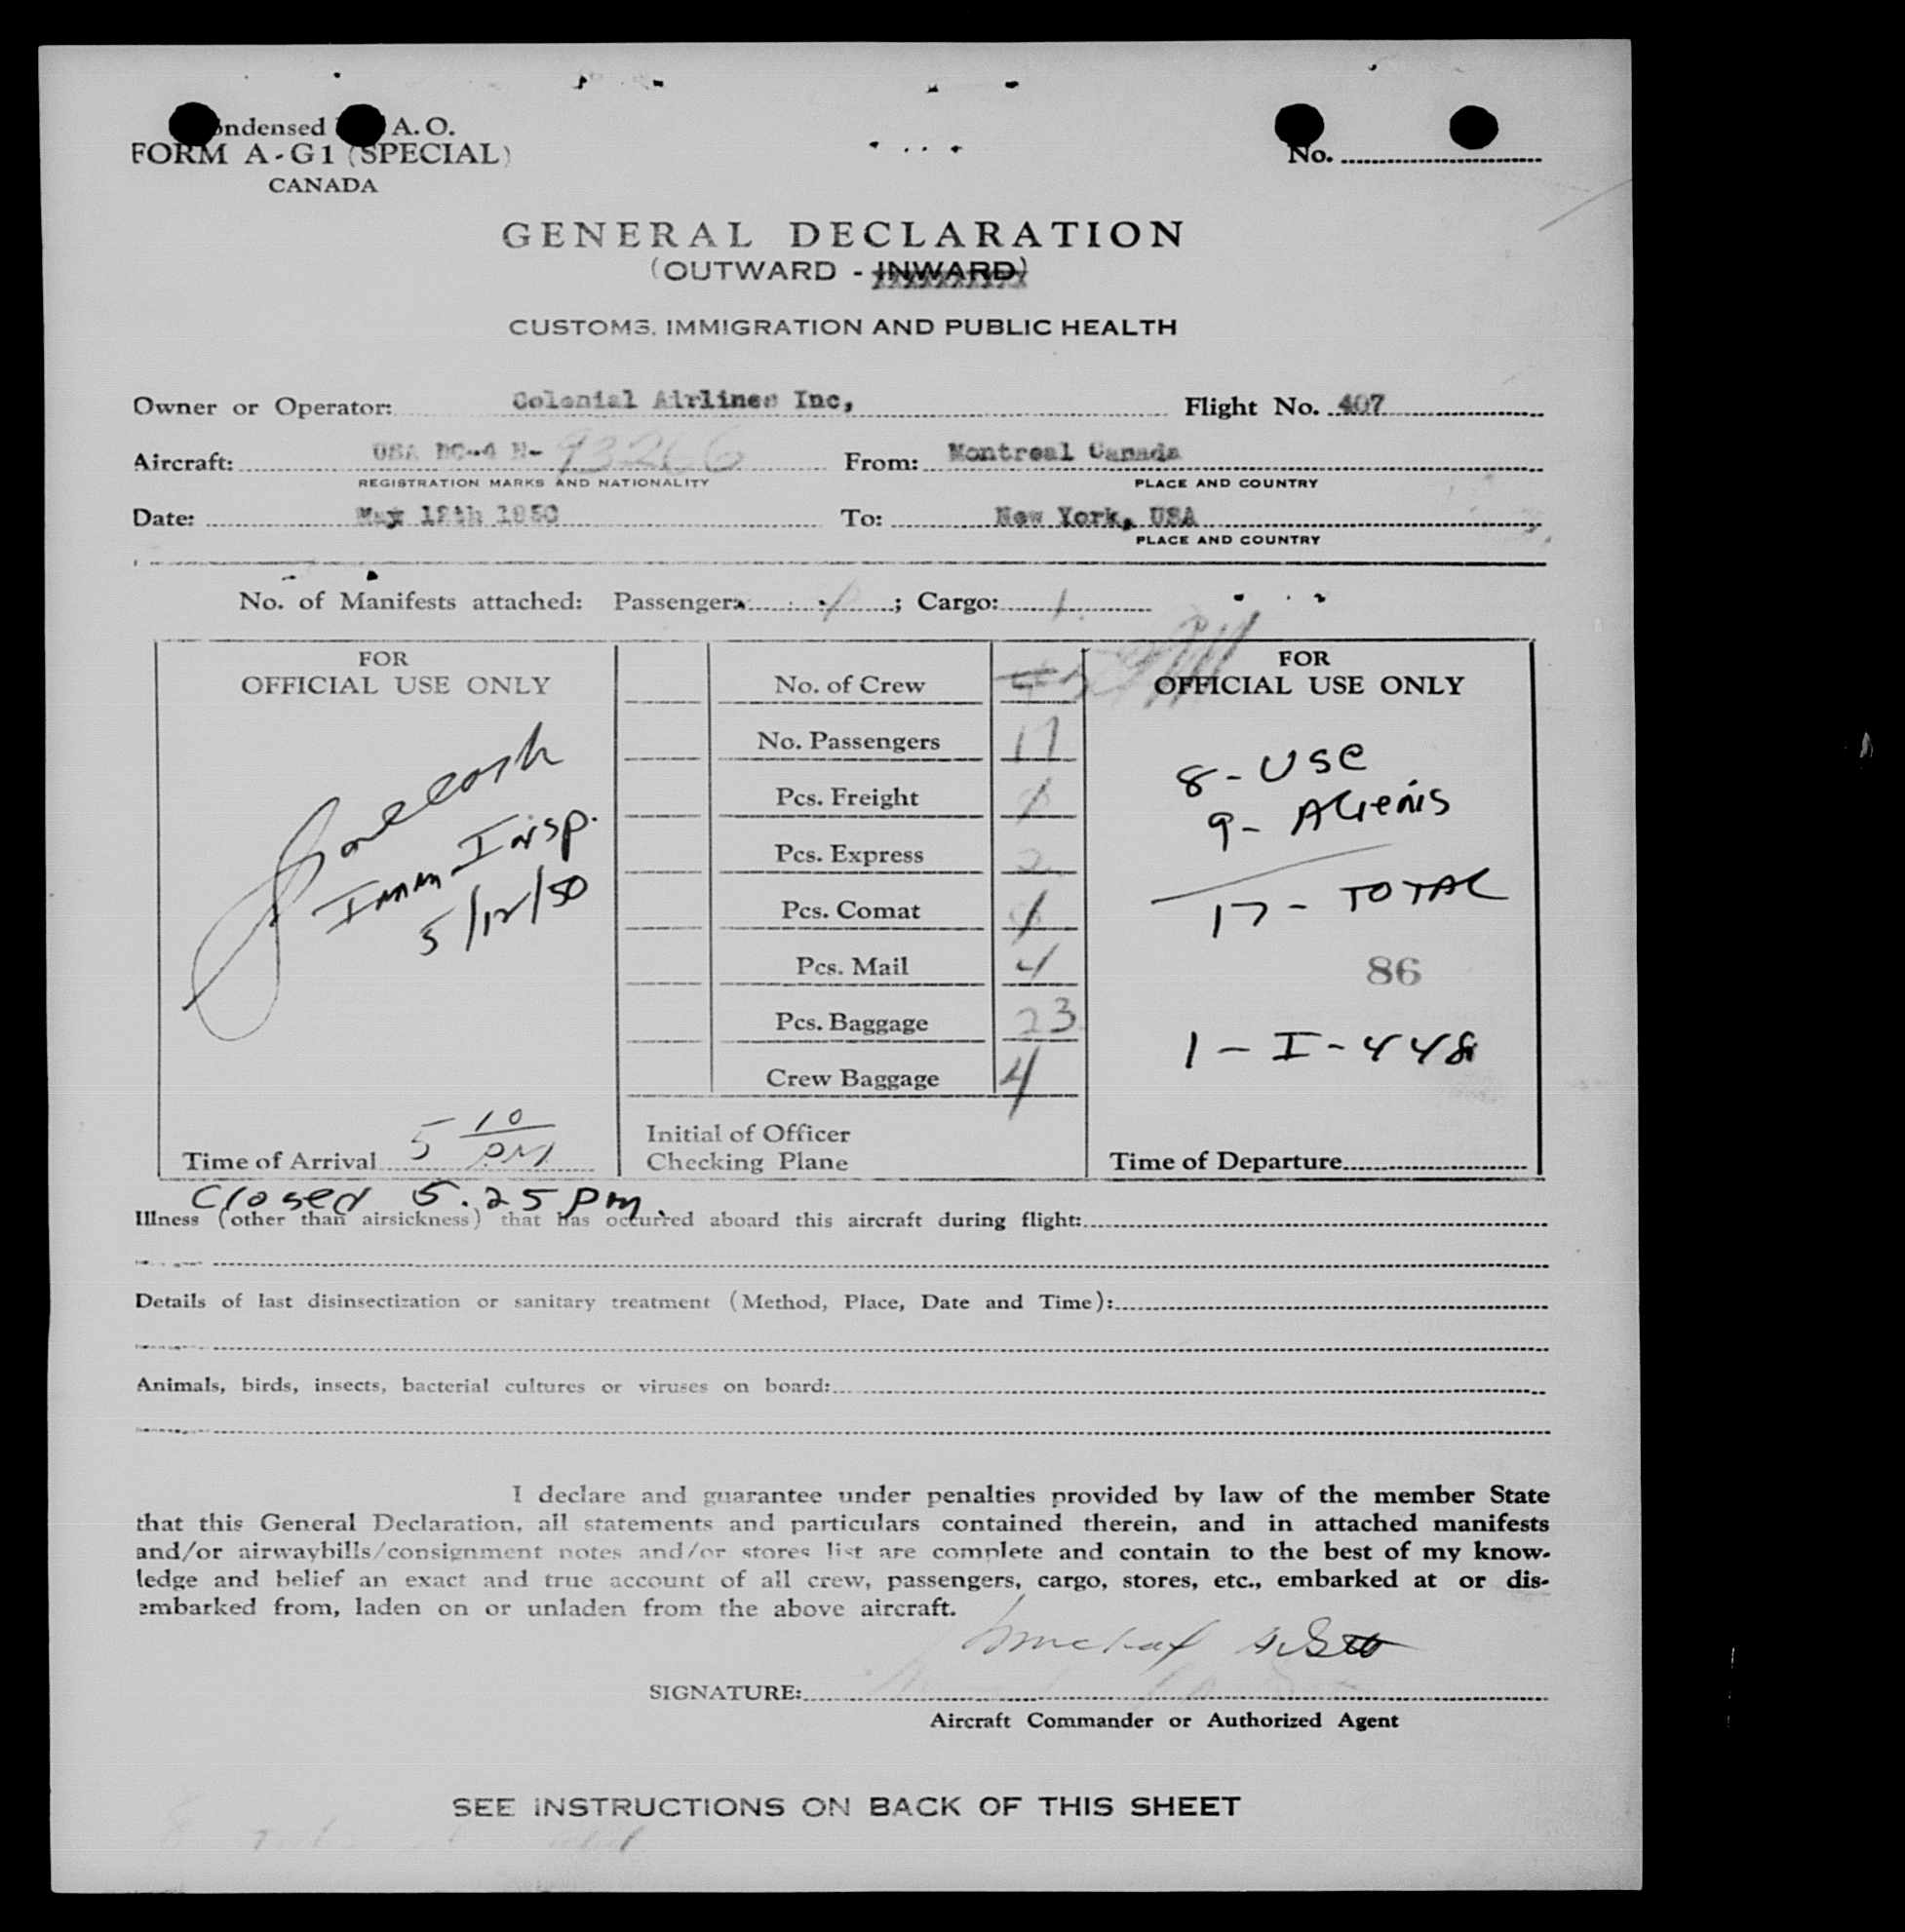 ondensed A. O.
FORM A-G1 (SPECIAL)
CANADA
No.
GENERAL DECLARATION
(OUTWARD - INWARD)
CUSTOMS, IMMIGRATION AND PUBLIC HEALTH
Owner or Operator: Colonial Airlines Inc, Flight No. 407
Aircraft: USA DC-4 N- 93266 From: Montreal Canada
REGISTRATION MARKS AND NATIONALITY PLACE AND COUNTRY
Date: May 12th 1950 To: New York, USA
PLACE AND COUNTRY
No. of Manifests attached: Passenger: 1 ; Cargo: 1
FOR
OFFICIAL USE ONLY
Imm Insp.
5/12/50
Time of Arrival 5 10 PM
Closed 5.25 pm.
No. of Crew
No. Passengers 17
Pcs. Freight 1
Pcs. Express 2
Pcs. Comat 1
Pcs. Mail 4
Pcs. Baggage 23
Crew Baggage 4
Initial of Officer
Checking Plane
FOR
OFFICIAL USE ONLY
8 - USC
9 - Aliens
17 - TOTAL
86
1 - I - 448
Time of Departure
Illness (other than airsickness) that has occurred aboard this aircraft during flight:
Details of last disinsectization or sanitary treatment (Method, Place, Date and Time):
Animals, birds, insects, bacterial cultures or viruses on board:
I declare and guarantee under penalties provided by law of the member State
that this General Declaration, all statements and particulars contained therein, and in attached manifests
and/or airwaybills/consignment notes and/or stores list are complete and contain to the best of my know-
ledge and belief an exact and true account of all crew, passengers, cargo, stores, etc., embarked at or dis-
embarked from, laden on or unladen from the above aircraft.
SIGNATURE:
Aircraft Commander or Authorized Agent
SEE INSTRUCTIONS ON BACK OF THIS SHEET